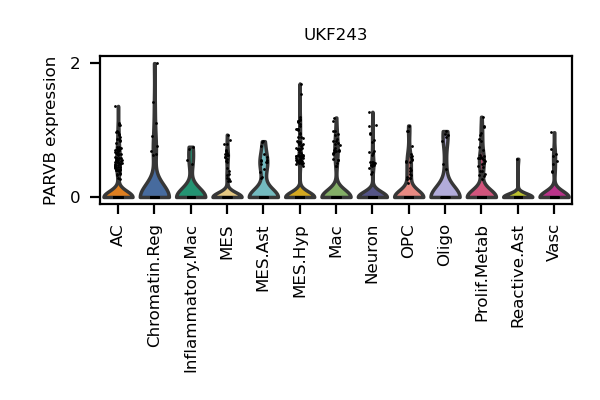 UKF243
PARVB expression
2
0
AC
Chromatin.Reg
Inflammatory.Mac
MES
MES.Ast
MES.Hyp
Mac
Neuron
OPC
Oligo
Prolif.Metab
Reactive.Ast
Vasc